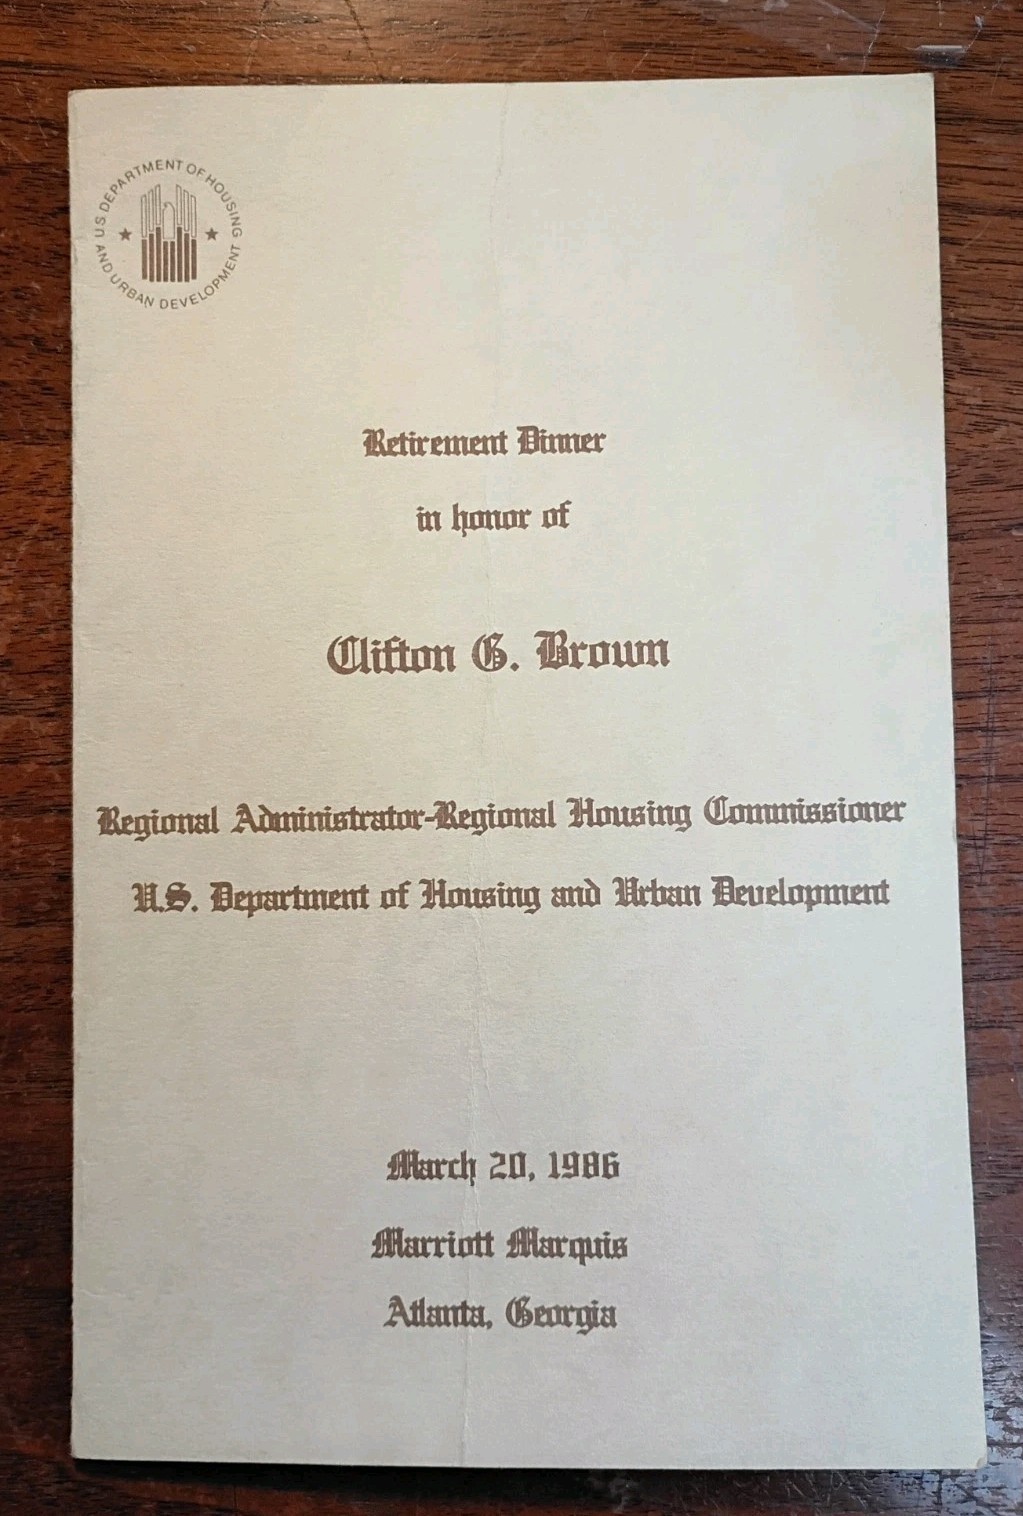 U.S DEPARTMENT OF HOUSING AND URBAN DEVELOPMENT
Retirement Dinner
in honor of
Clifton G. Brown
Regional Administrator-Regional Housing Commissioner
U.S. Department of Housing and Urban Development
March 20, 1986
Marriott Marquis
Atlanta, Georgia